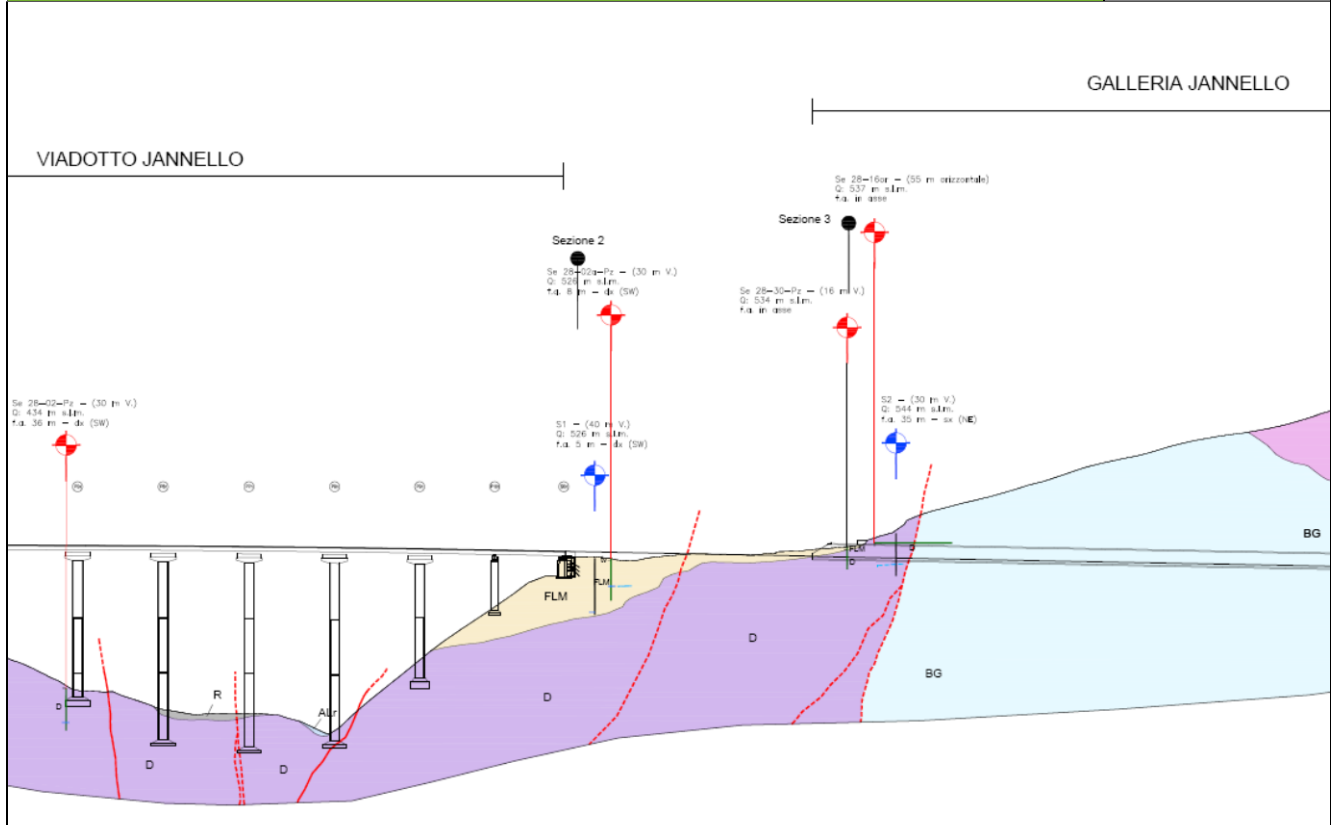 GALLERIA JANNELLO
VIADOTTO JANNELLO
Se 28-16or - (55 m orizzontale)
Q: 537 m s.l.m.
f.a. in asse
Sezione 3
Sezione 2
Se 28-02a-Pz - (30 m V.)
Q: 526 m s.l.m.
f.a. 8 m - dx (SW)
Se 28-30-Pz - (16 m V.)
Q: 534 m s.l.m.
f.a. in asse
Se 28-02-Pz - (30 m V.)
Q: 434 m s.l.m.
f.a. 36 m - dx (SW)
S1 - (40 m V.)
Q: 526 m s.l.m.
f.a. 5 m - dx (SW)
S2 - (30 m V.)
Q: 544 m s.l.m.
f.a. 35 m - sx (NE)
BG
FLM
D
D
FLM
FLM
D
BG
D
D
R
ALr
D
D